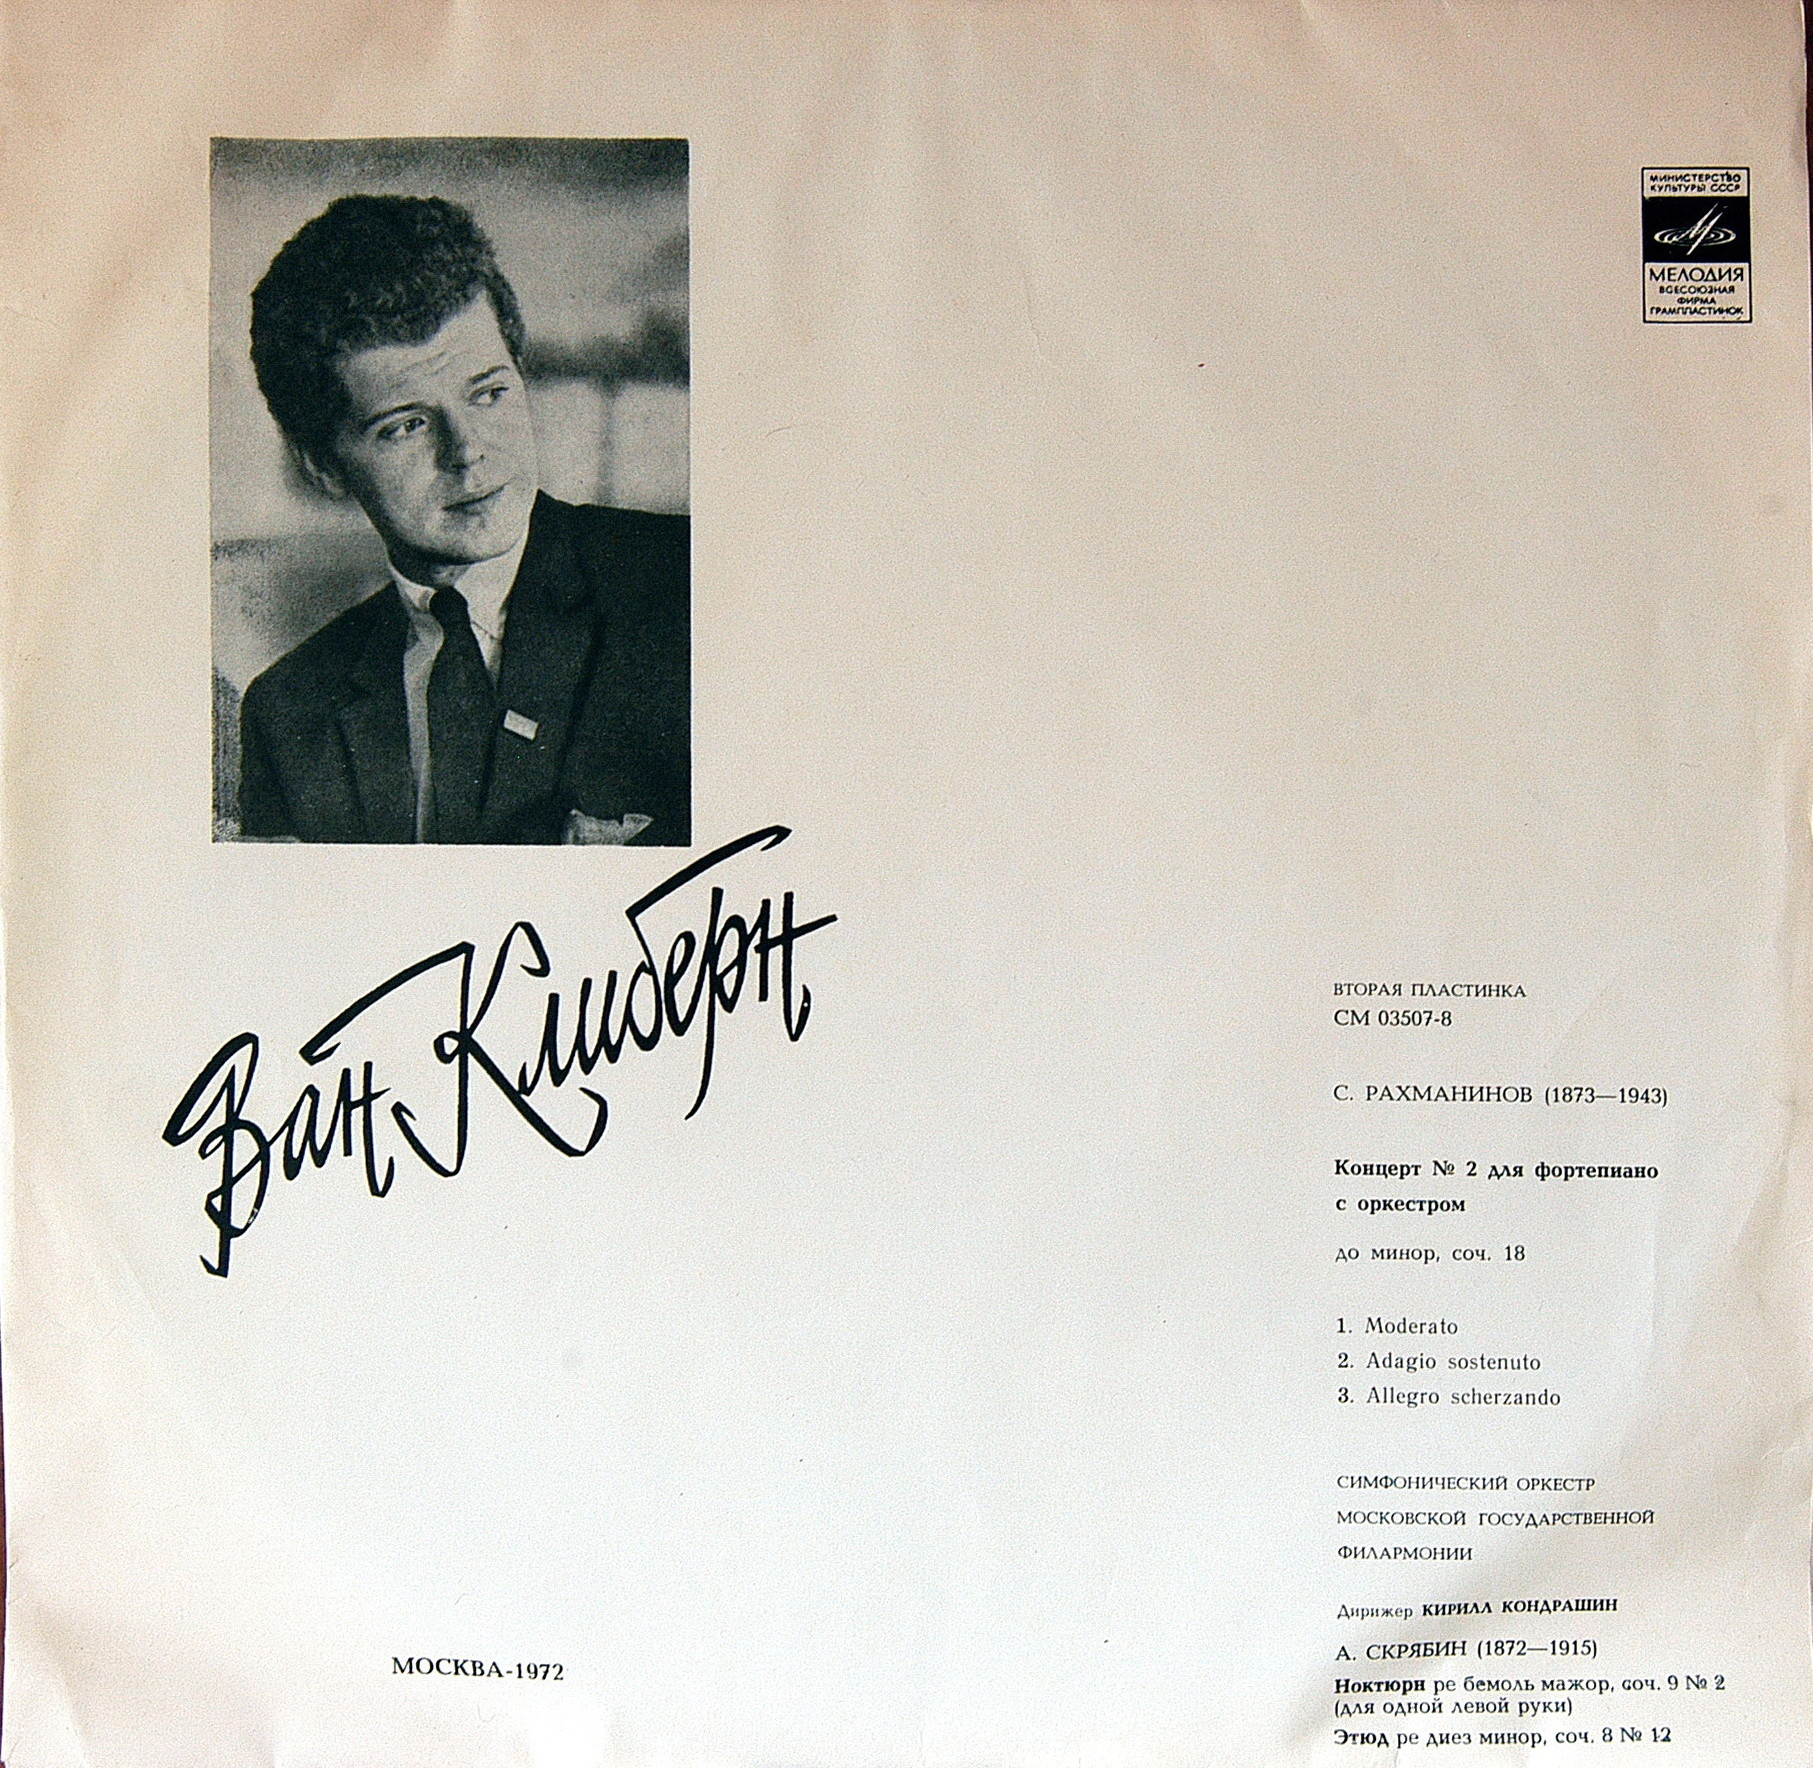 МИНИСТЕРСТВО
КУЛЬТУРЫ СССР
МЕЛОДИЯ
ВСЕСОЮЗНАЯ
ФИРМА
ГРАМПЛАСТИНОК
Ван Клиберн
ВТОРАЯ ПЛАСТИНКА
СМ 03507-8
С. РАХМАНИНОВ (1873—1943)
Концерт № 2 для фортепиано
с оркестром
до минор, соч. 18
1. Moderato
2. Adagio sostenuto
3. Allegro scherzando
СИМФОНИЧЕСКИЙ ОРКЕСТР
МОСКОВСКОЙ ГОСУДАРСТВЕННОЙ
ФИЛАРМОНИИ
Дирижер КИРИЛЛ КОНДРАШИН
А. СКРЯБИН (1872—1915)
Ноктюрн ре бемоль мажор, соч. 9 № 2
(для одной левой руки)
Этюд ре диез минор, соч. 8 № 12
МОСКВА-1972